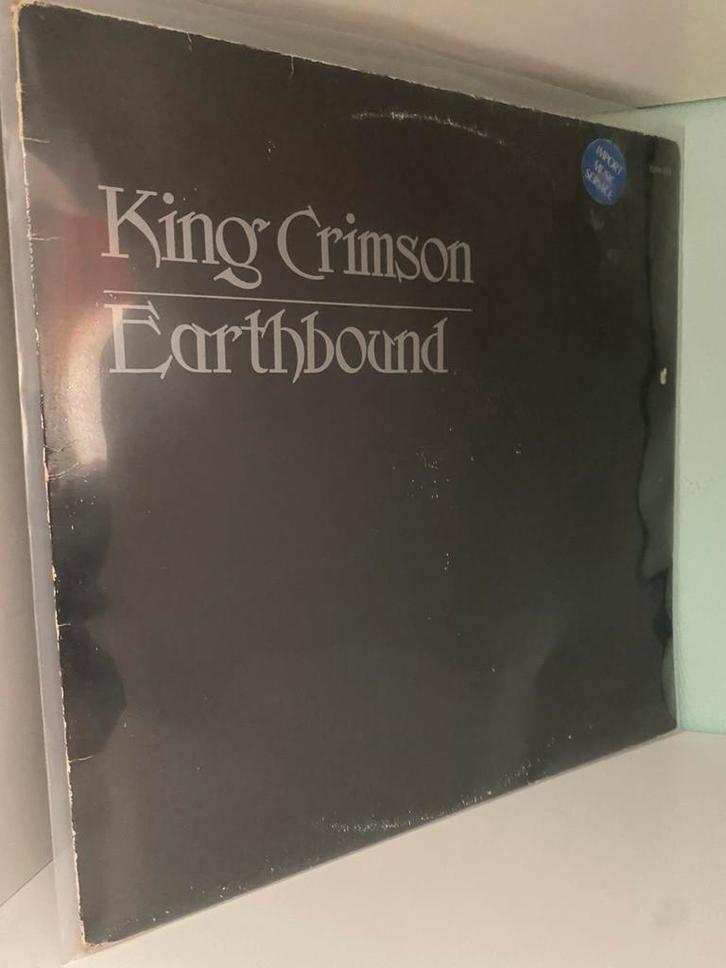 King Crimson
Earthbound
IMPORT
MUSIC
SERVICE